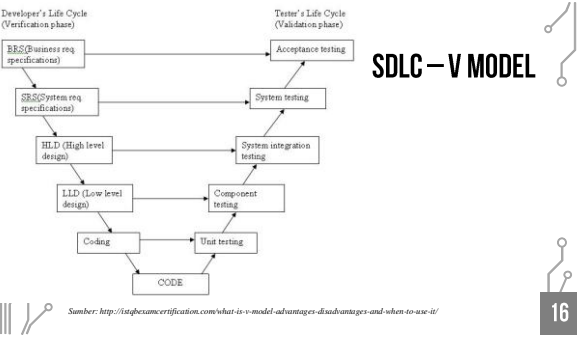 Developer's Life Cycle
(Verification phase)
Tester's Life Cycle
(Validation phase)
BRS(Business req.
specifications)
Acceptance testing
SDLC – V MODEL
SRS(System req.
specifications)
System testing
HLD (High level
design)
System integration
testing
LLD (Low level
design)
Component
testing
Coding
Unit testing
CODE
Sumber: http://istqbexamcertification.com/what-is-v-model-advantages-disadvantages-and-when-to-use-it/
16